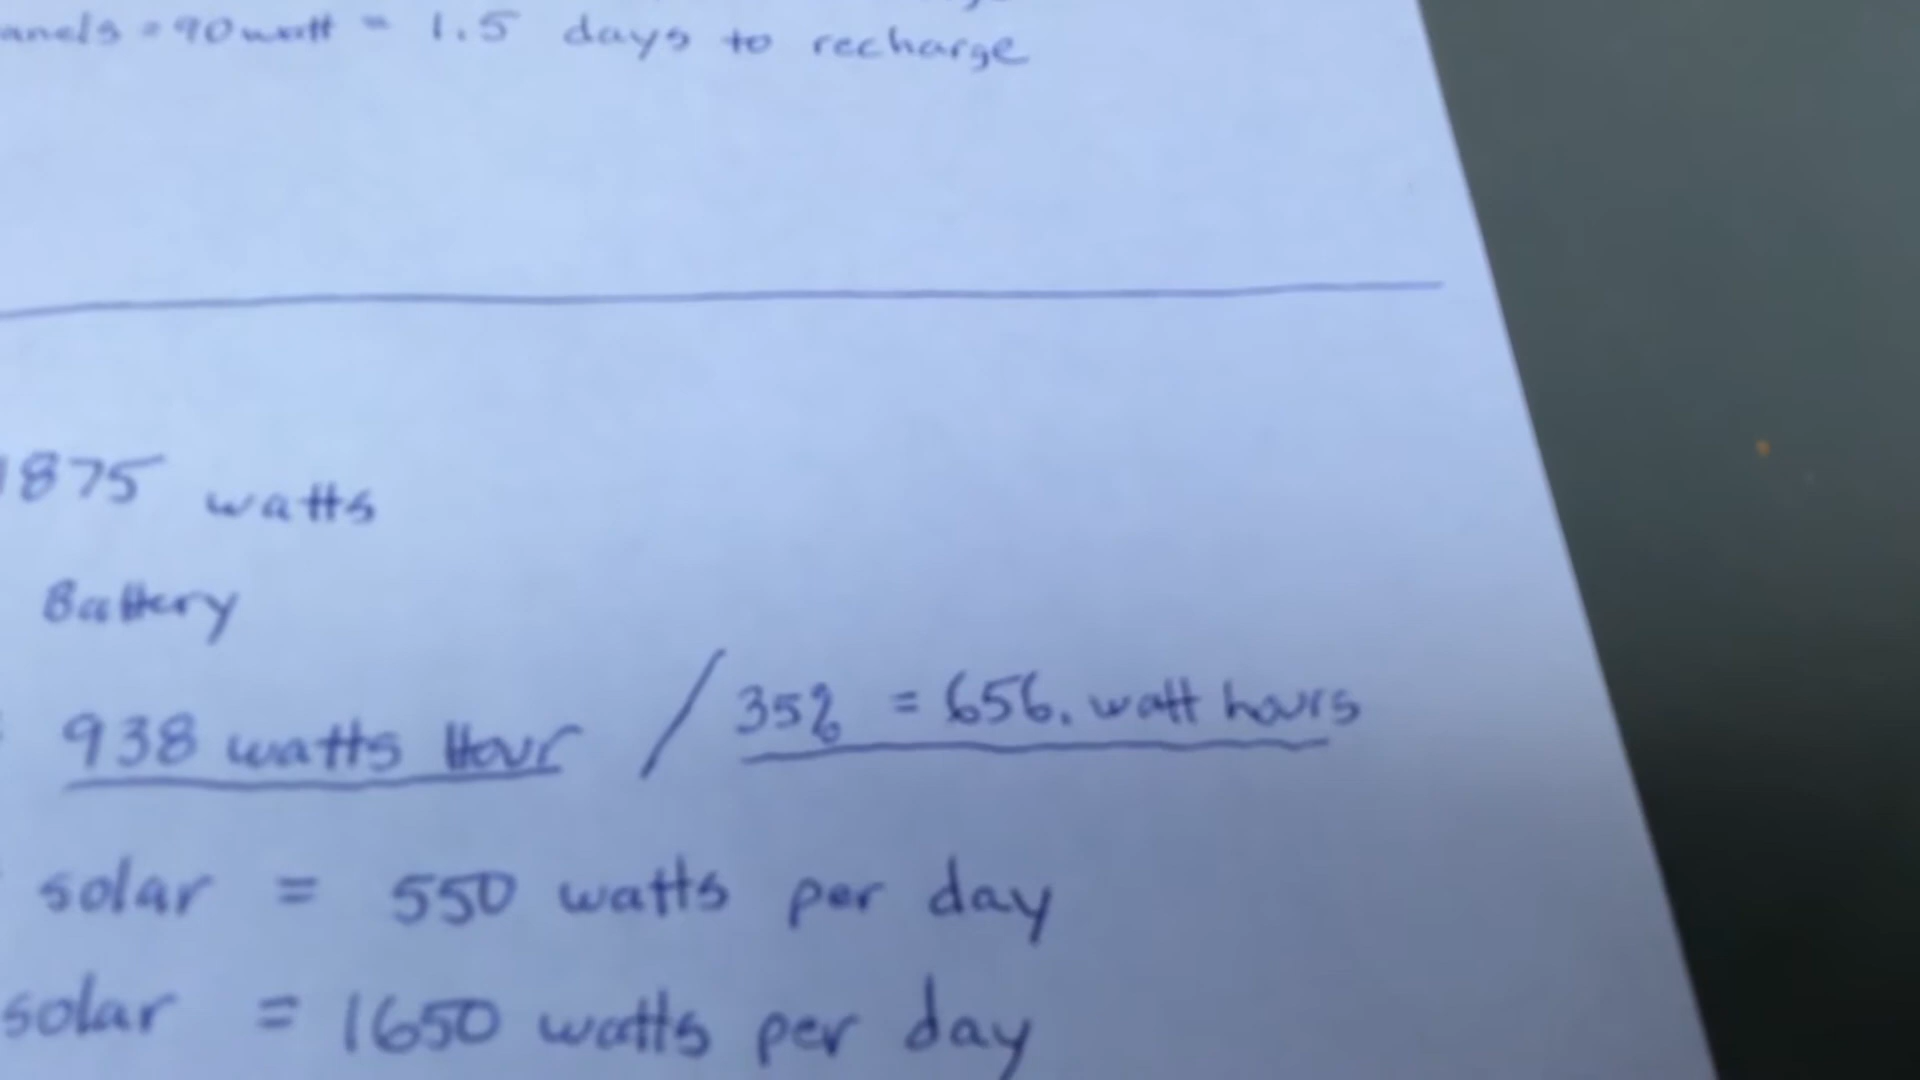 anels = 90 watt = 1.5 days to recharge
1875 watts
Battery
938 watts Hour / 35% = 656. watt hours
solar = 550 watts per day
solar = 1650 watts per day